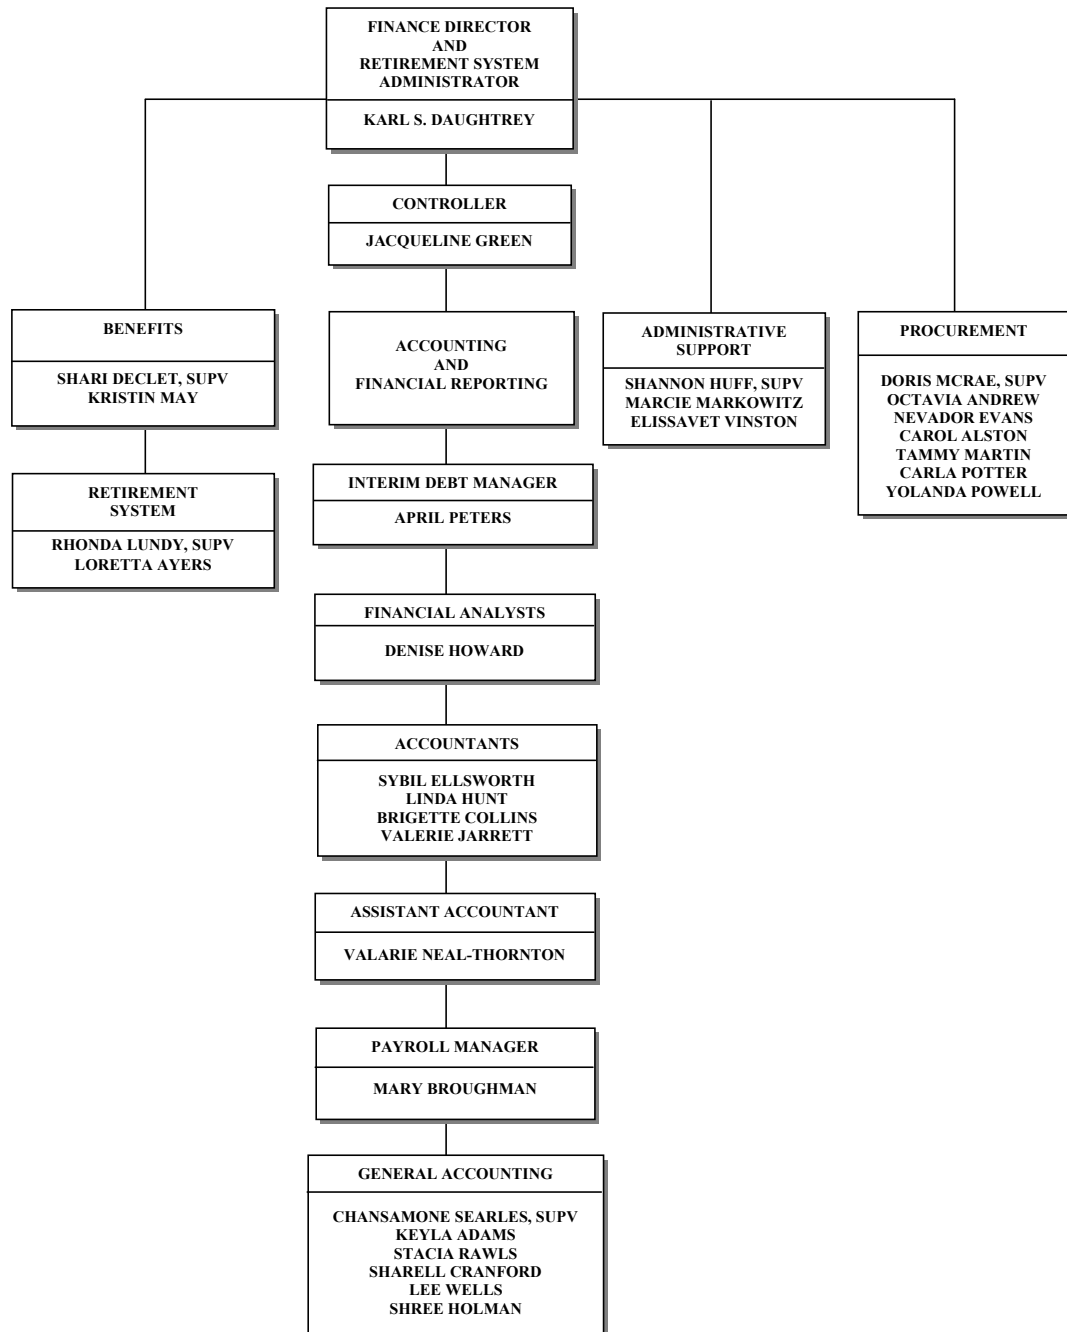 FINANCE DIRECTOR
AND
RETIREMENT SYSTEM
ADMINISTRATOR
KARL S. DAUGHTREY
CONTROLLER
JACQUELINE GREEN
BENEFITS
SHARI DECLET, SUPV
KRISTIN MAY
RETIREMENT
SYSTEM
RHONDA LUNDY, SUPV
LORETTA AYERS
ACCOUNTING
AND
FINANCIAL REPORTING
INTERIM DEBT MANAGER
APRIL PETERS
FINANCIAL ANALYSTS
DENISE HOWARD
ACCOUNTANTS
SYBIL ELLSWORTH
LINDA HUNT
BRIGETTE COLLINS
VALERIE JARRETT
ASSISTANT ACCOUNTANT
VALARIE NEAL-THORNTON
PAYROLL MANAGER
MARY BROUGHMAN
GENERAL ACCOUNTING
CHANSAMONE SEARLES, SUPV
KEYLA ADAMS
STACIA RAWLS
SHARELL CRANFORD
LEE WELLS
SHREE HOLMAN
ADMINISTRATIVE
SUPPORT
SHANNON HUFF, SUPV
MARCIE MARKOWITZ
ELISSAVET VINSTON
PROCUREMENT
DORIS MCRAE, SUPV
OCTAVIA ANDREW
NEVADOR EVANS
CAROL ALSTON
TAMMY MARTIN
CARLA POTTER
YOLANDA POWELL